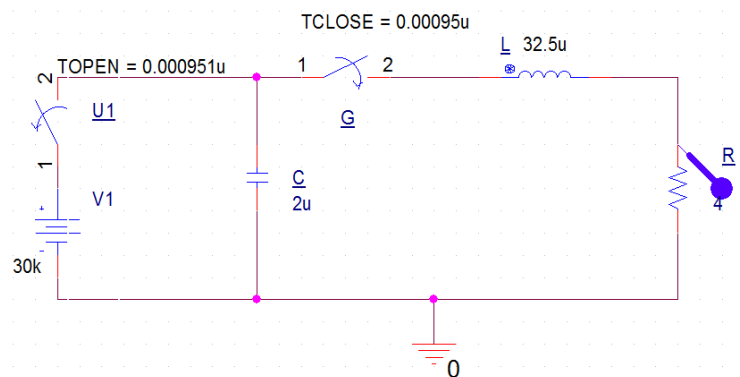 TCLOSE = 0.00095u
L 32.5u
TOPEN = 0.000951u
1 2
2
U1
G
1
C
2u
R
4
V1
+
-
30k
0